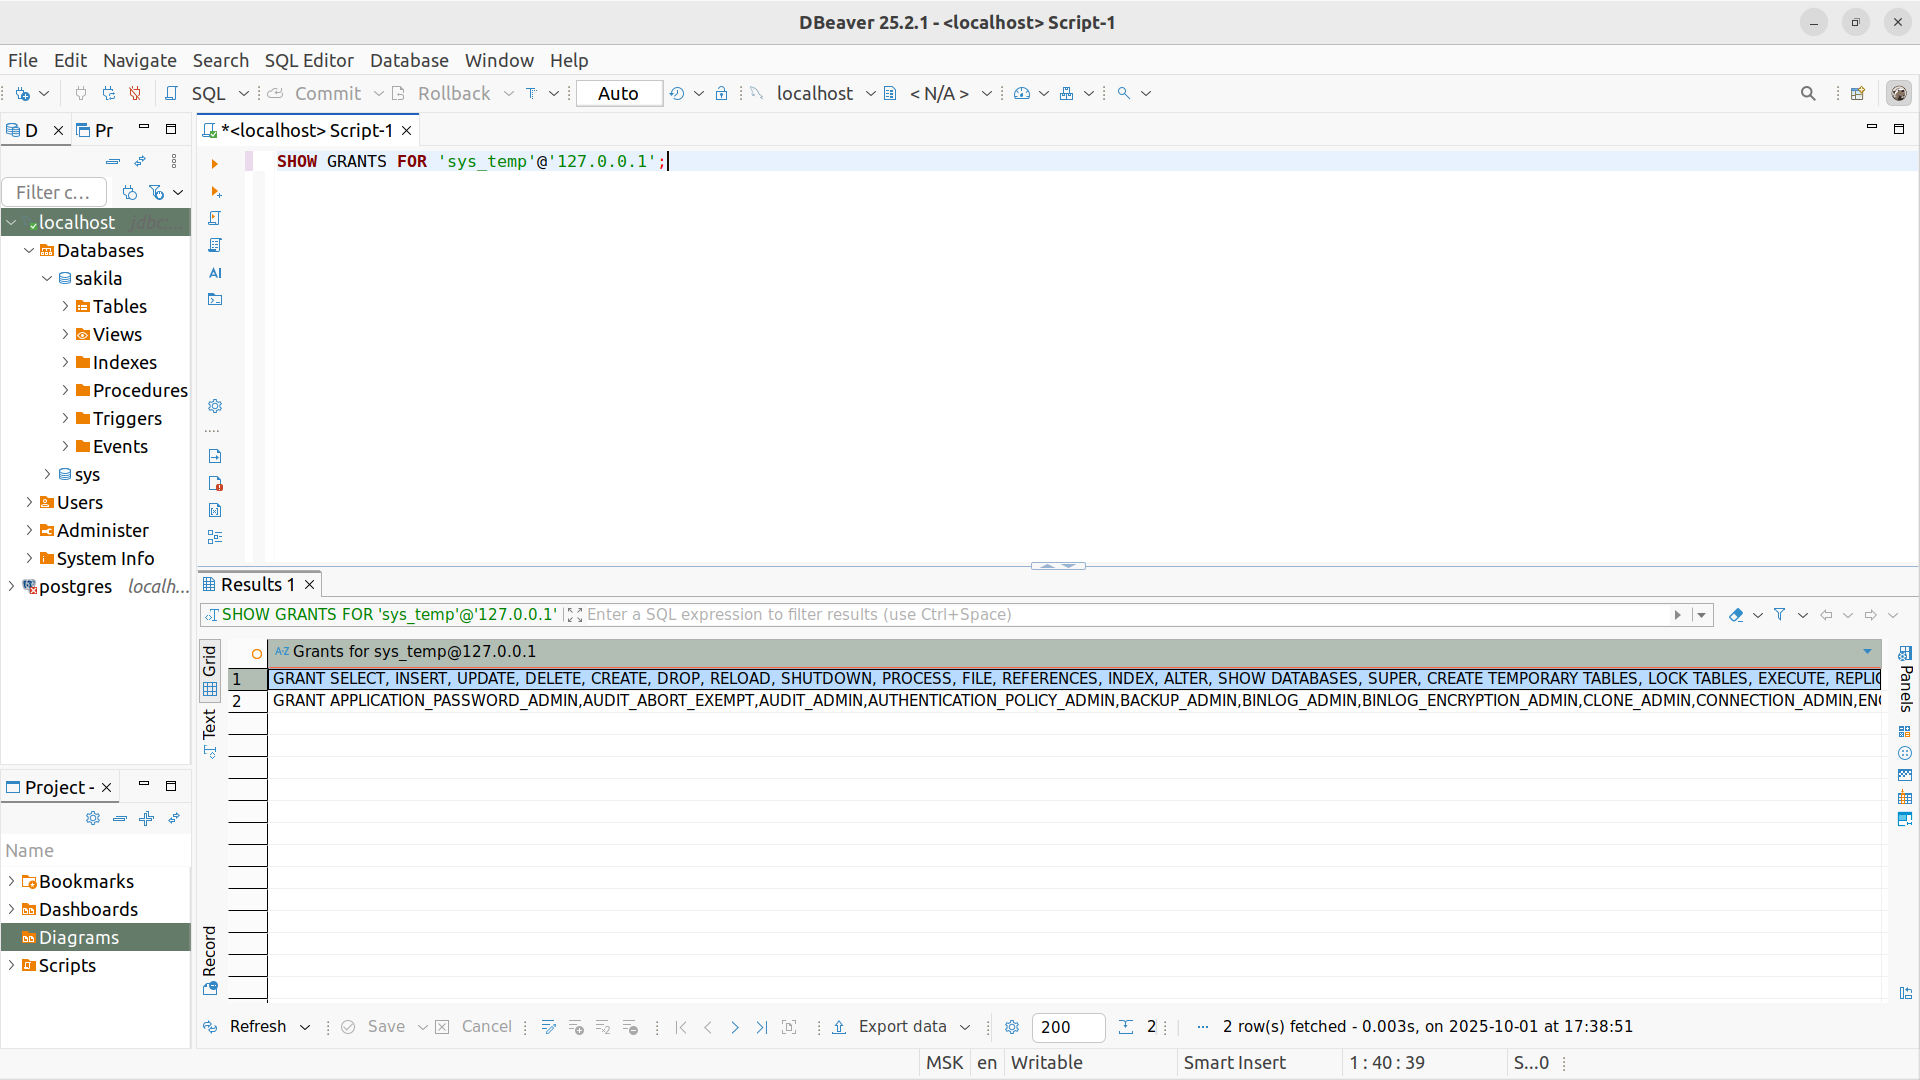 DBeaver 25.2.1 - <localhost> Script-1
File Edit Navigate Search SQL Editor Database Window Help
SQL Commit Rollback T Auto localhost < N/A >
D Pr
*<localhost> Script-1
Filter c...
SHOW GRANTS FOR 'sys_temp'@'127.0.0.1';
localhost jdbc:...
Databases
sakila
Tables
Views
Indexes
Procedures
Triggers
Events
sys
Users
Administer
System Info
postgres localh...
AI
Results 1
SHOW GRANTS FOR 'sys_temp'@'127.0.0.1' Enter a SQL expression to filter results (use Ctrl+Space)
Grid
Text
Record
A-Z Grants for sys_temp@127.0.0.1
1 GRANT SELECT, INSERT, UPDATE, DELETE, CREATE, DROP, RELOAD, SHUTDOWN, PROCESS, FILE, REFERENCES, INDEX, ALTER, SHOW DATABASES, SUPER, CREATE TEMPORARY TABLES, LOCK TABLES, EXECUTE, REPLIC
2 GRANT APPLICATION_PASSWORD_ADMIN,AUDIT_ABORT_EXEMPT,AUDIT_ADMIN,AUTHENTICATION_POLICY_ADMIN,BACKUP_ADMIN,BINLOG_ADMIN,BINLOG_ENCRYPTION_ADMIN,CLONE_ADMIN,CONNECTION_ADMIN,ENC
Panels
Project -
Name
Bookmarks
Dashboards
Diagrams
Scripts
Refresh Save Cancel Export data 200 2 2 row(s) fetched - 0.003s, on 2025-10-01 at 17:38:51
MSK en Writable Smart Insert 1 : 40 : 39 S...0